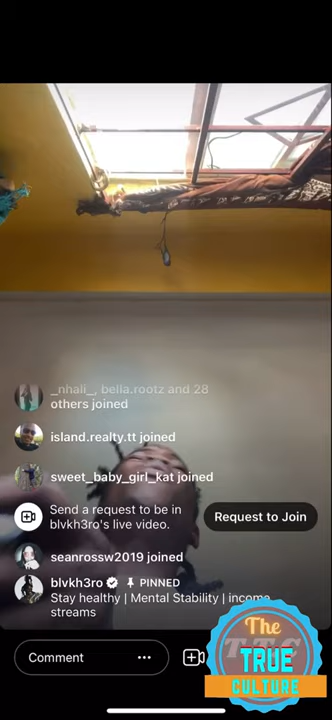 _nhali_, bella.rootz and 28
others joined
island.realty.tt joined
sweet_baby_girl_kat joined
Send a request to be in
blvkh3ro's live video.
Request to Join
seanrossw2019 joined
blvkh3ro PINNED
Stay healthy | Mental Stability | income
streams
Comment
The
T.T.C
TRUE
CULTURE